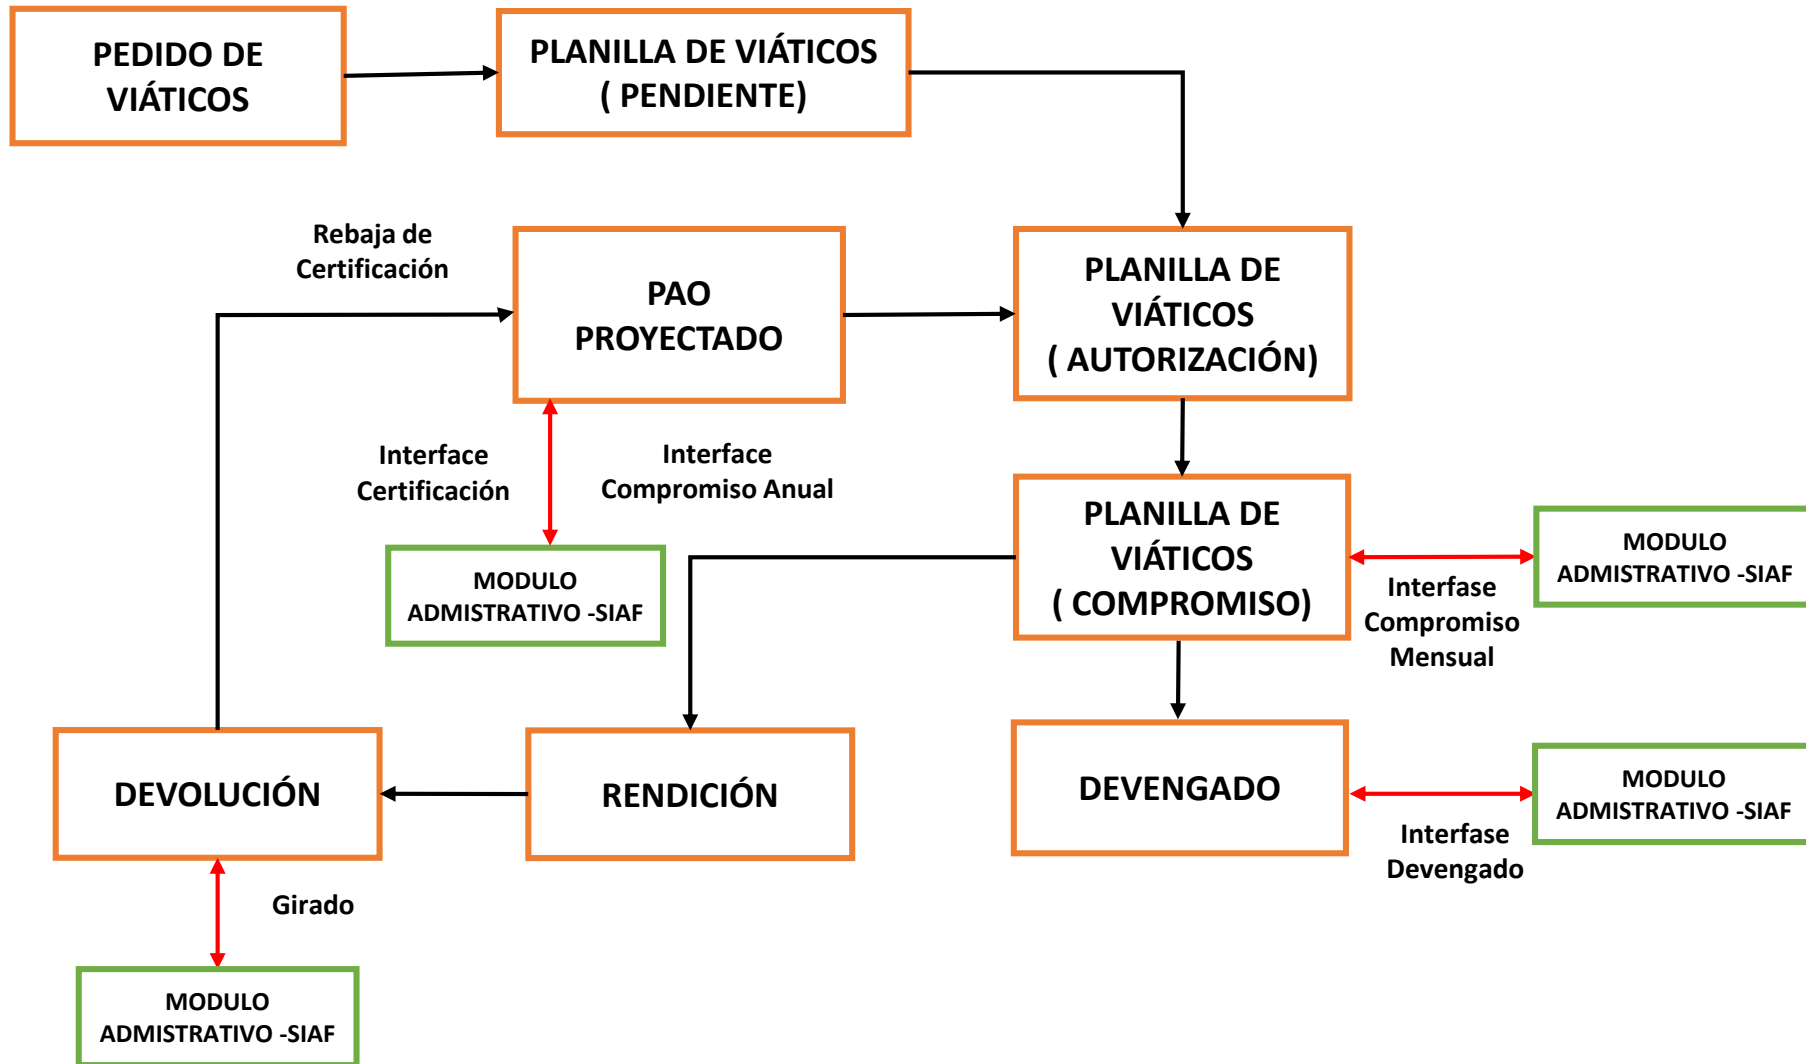 PEDIDO DE
VIÁTICOS
PLANILLA DE VIÁTICOS
( PENDIENTE)
Rebaja de
Certificación
PAO
PROYECTADO
PLANILLA DE
VIÁTICOS
( AUTORIZACIÓN)
Interface
Certificación
Interface
Compromiso Anual
PLANILLA DE
VIÁTICOS
( COMPROMISO)
MODULO
ADMISTRATIVO -SIAF
Interfase
Compromiso
Mensual
MODULO
ADMISTRATIVO -SIAF
DEVOLUCIÓN
RENDICIÓN
DEVENGADO
MODULO
ADMISTRATIVO -SIAF
Interfase
Devengado
Girado
MODULO
ADMISTRATIVO -SIAF